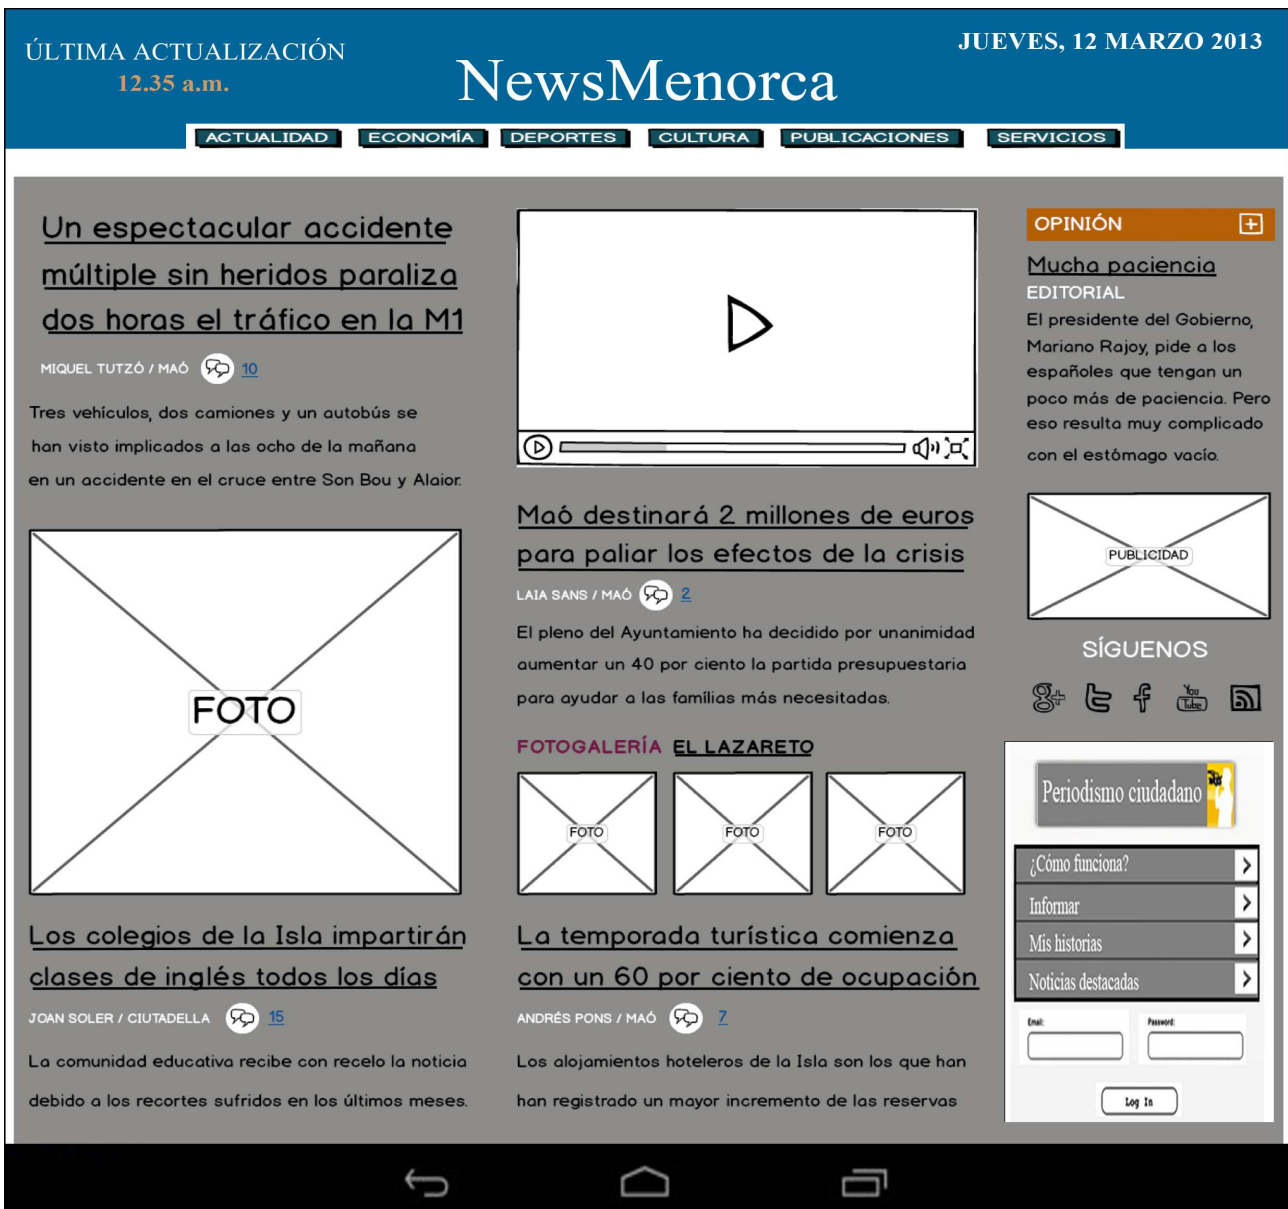 ÚLTIMA ACTUALIZACIÓN
12.35 a.m.
NewsMenorca
JUEVES, 12 MARZO 2013
ACTUALIDAD ECONOMÍA DEPORTES CULTURA PUBLICACIONES SERVICIOS
Un espectacular accidente
múltiple sin heridos paraliza
dos horas el tráfico en la M1
MIQUEL TUTZÓ / MAÓ 10
Tres vehículos, dos camiones y un autobús se
han visto implicados a las ocho de la mañana
en un accidente en el cruce entre Son Bou y Alaior.
FOTO
Los colegios de la Isla impartirán
clases de inglés todos los días
JOAN SOLER / CIUTADELLA 15
La comunidad educativa recibe con recelo la noticia
debido a los recortes sufridos en los últimos meses.
Maó destinará 2 millones de euros
para paliar los efectos de la crisis
LAIA SANS / MAÓ 2
El pleno del Ayuntamiento ha decidido por unanimidad
aumentar un 40 por ciento la partida presupuestaria
para ayudar a las famílias más necesitadas.
FOTOGALERÍA EL LAZARETO
FOTO FOTO FOTO
La temporada turística comienza
con un 60 por ciento de ocupación
ANDRÉS PONS / MAÓ 7
Los alojamientos hoteleros de la Isla son los que han
han registrado un mayor incremento de las reservas
OPINIÓN
Mucha paciencia
EDITORIAL
El presidente del Gobierno,
Mariano Rajoy, pide a los
españoles que tengan un
poco más de paciencia. Pero
eso resulta muy complicado
con el estómago vacío.
PUBLICIDAD
SÍGUENOS
You
Tube
Periodismo ciudadano
¿Cómo funciona?
Informar
Mis historias
Noticias destacadas
Email: Password:
Log In